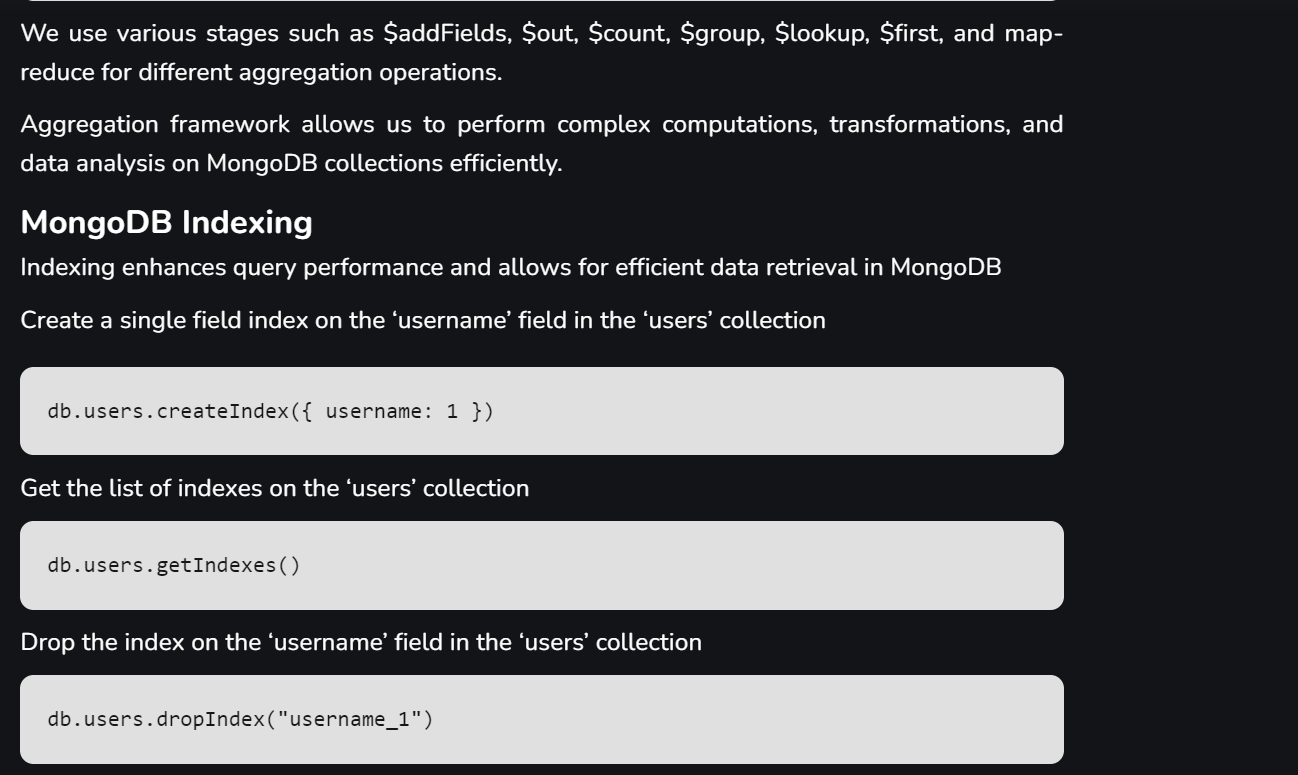 We use various stages such as $addFields, $out, $count, $group, $lookup, $first, and map-
reduce for different aggregation operations.
Aggregation framework allows us to perform complex computations, transformations, and
data analysis on MongoDB collections efficiently.
MongoDB Indexing
Indexing enhances query performance and allows for efficient data retrieval in MongoDB
Create a single field index on the ‘username’ field in the ‘users’ collection
db.users.createIndex({ username: 1 })
Get the list of indexes on the ‘users’ collection
db.users.getIndexes()
Drop the index on the ‘username’ field in the ‘users’ collection
db.users.dropIndex("username_1")